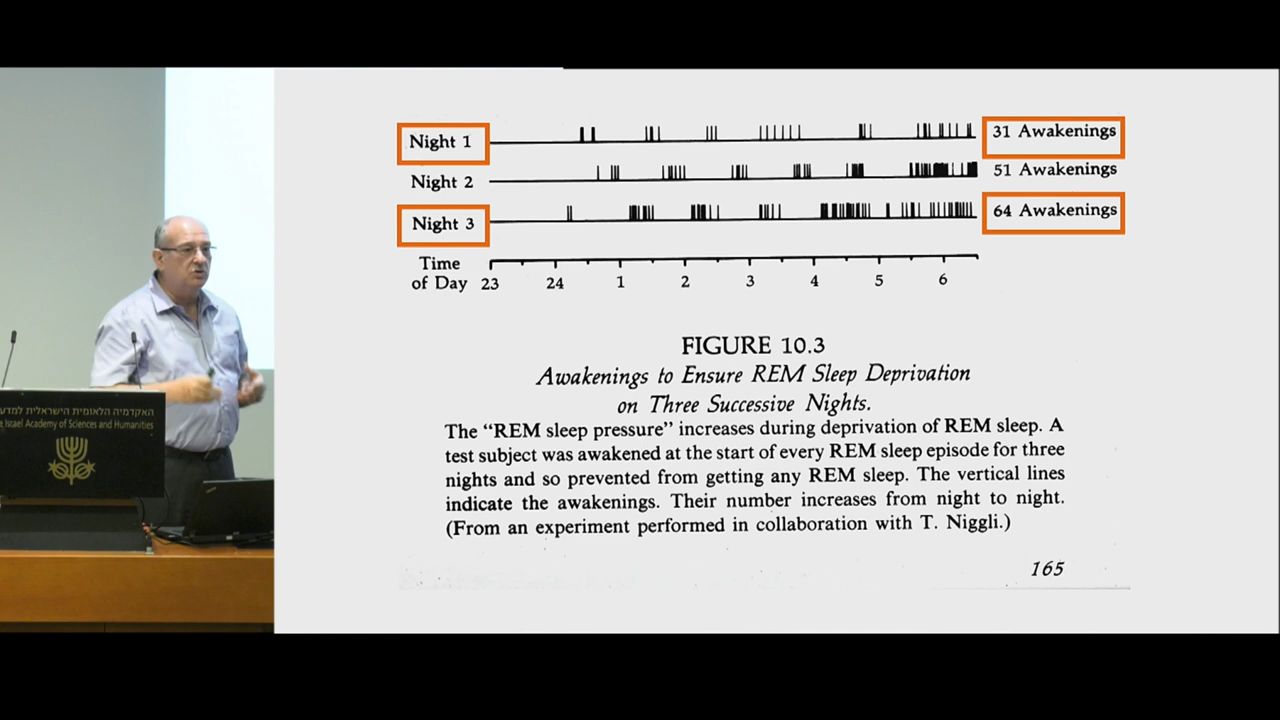 Night 1
31 Awakenings
Night 2
51 Awakenings
Night 3
64 Awakenings
Time
of Day 23 24 1 2 3 4 5 6
FIGURE 10.3
Awakenings to Ensure REM Sleep Deprivation
on Three Successive Nights.
The “REM sleep pressure” increases during deprivation of REM sleep. A
test subject was awakened at the start of every REM sleep episode for three
nights and so prevented from getting any REM sleep. The vertical lines
indicate the awakenings. Their number increases from night to night.
(From an experiment performed in collaboration with T. Niggli.)
165
האקדמיה הלאומית הישראלית למדע
Israel Academy of Sciences and Humanities